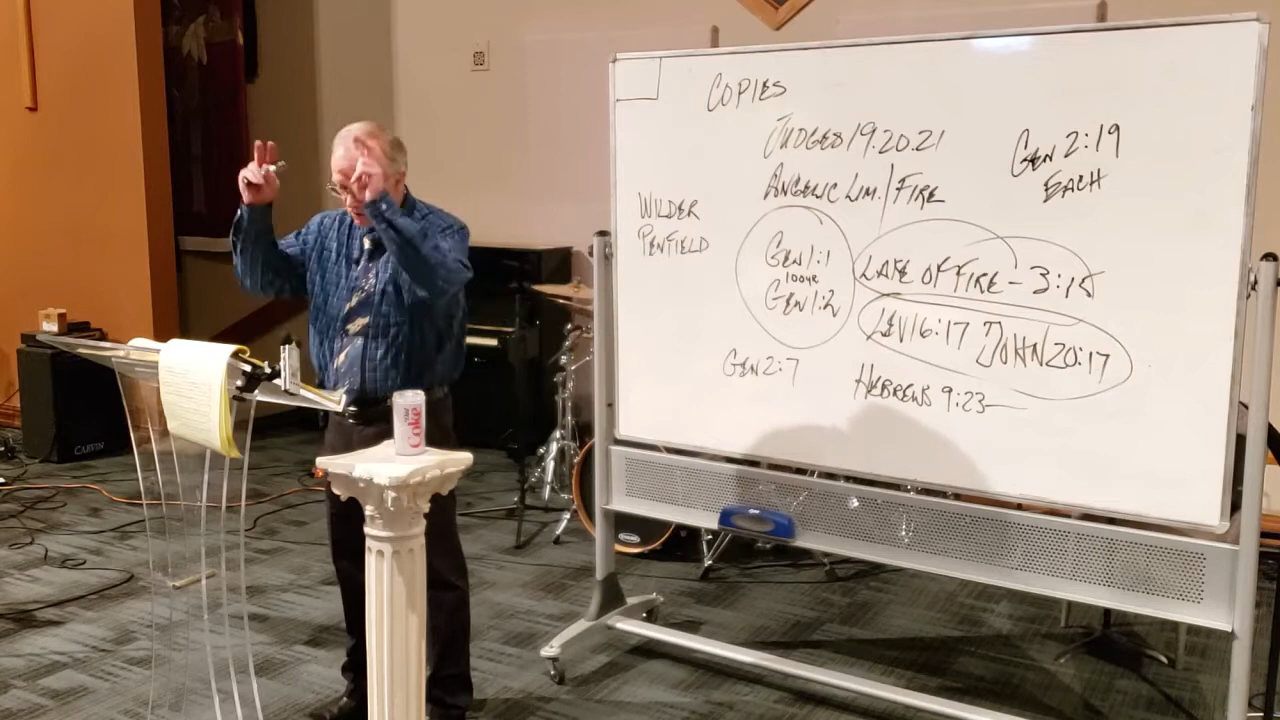 COPIES
JUDGES 19.20.21
GEN 2:19
EACH
ANGELIC LIM./FIRE
WILDER
PENFIELD
GEN 1:1
100YR
GEN 1:2
LAKE OF FIRE - 3:15
LEV 16:17 JOHN 20:17
GEN 2:7
HEBREWS 9:23-
Diet
Coke
CARVIN